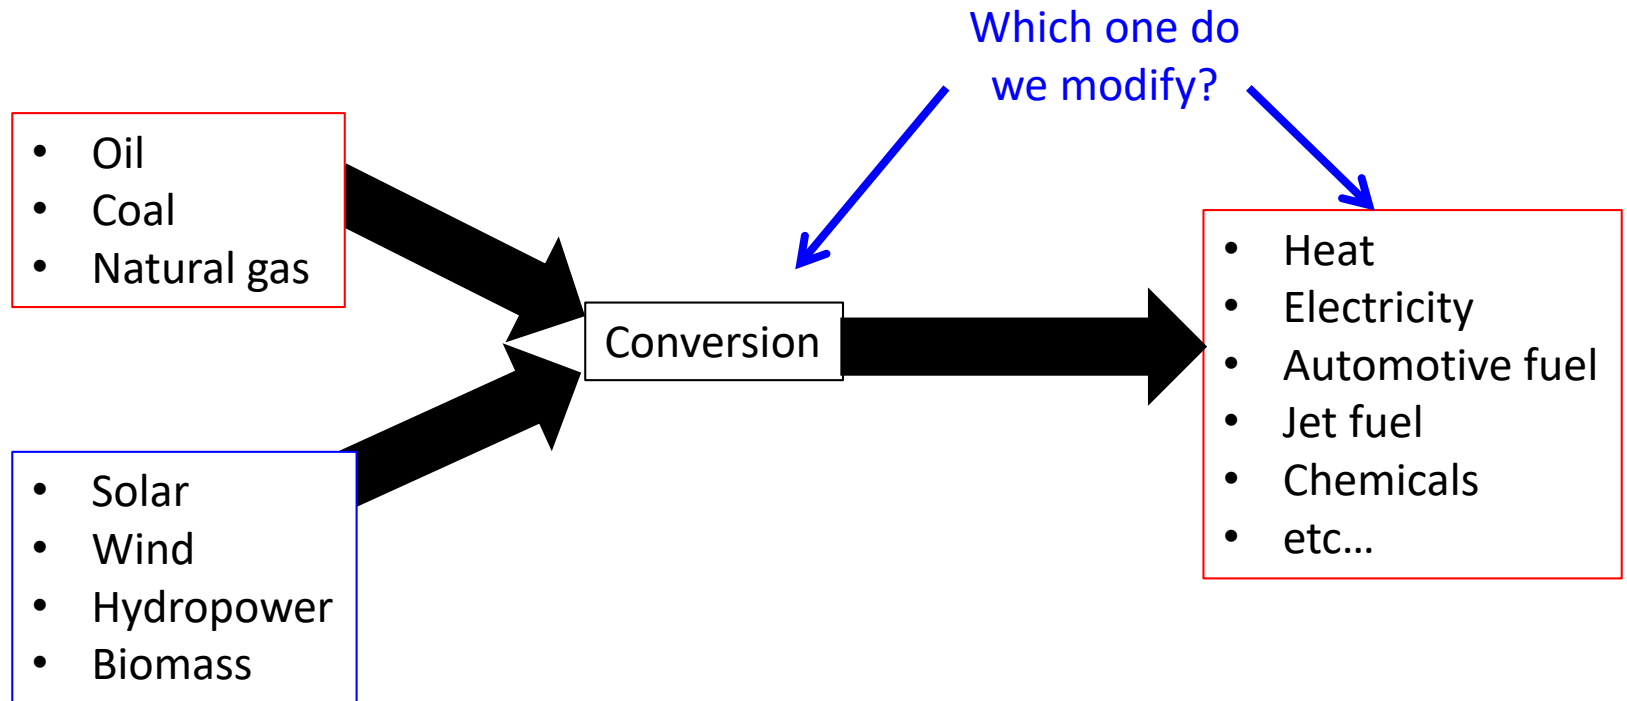 Which one do
we modify?
• Oil
• Coal
• Natural gas
Conversion
• Solar
• Wind
• Hydropower
• Biomass
• Heat
• Electricity
• Automotive fuel
• Jet fuel
• Chemicals
• etc…